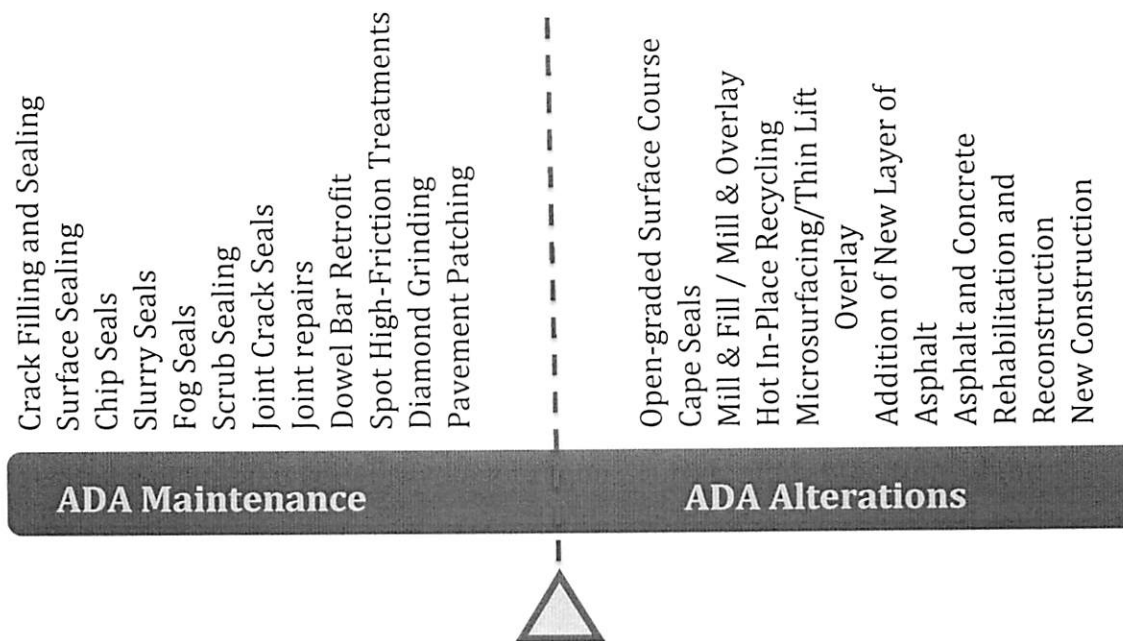 Crack Filling and Sealing
Surface Sealing
Chip Seals
Slurry Seals
Fog Seals
Scrub Sealing
Joint Crack Seals
Joint repairs
Dowel Bar Retrofit
Spot High-Friction Treatments
Diamond Grinding
Pavement Patching
Open-graded Surface Course
Cape Seals
Mill & Fill / Mill & Overlay
Hot In-Place Recycling
Microsurfacing/Thin Lift
Overlay
Addition of New Layer of
Asphalt
Asphalt and Concrete
Rehabilitation and
Reconstruction
New Construction
ADA Maintenance
ADA Alterations